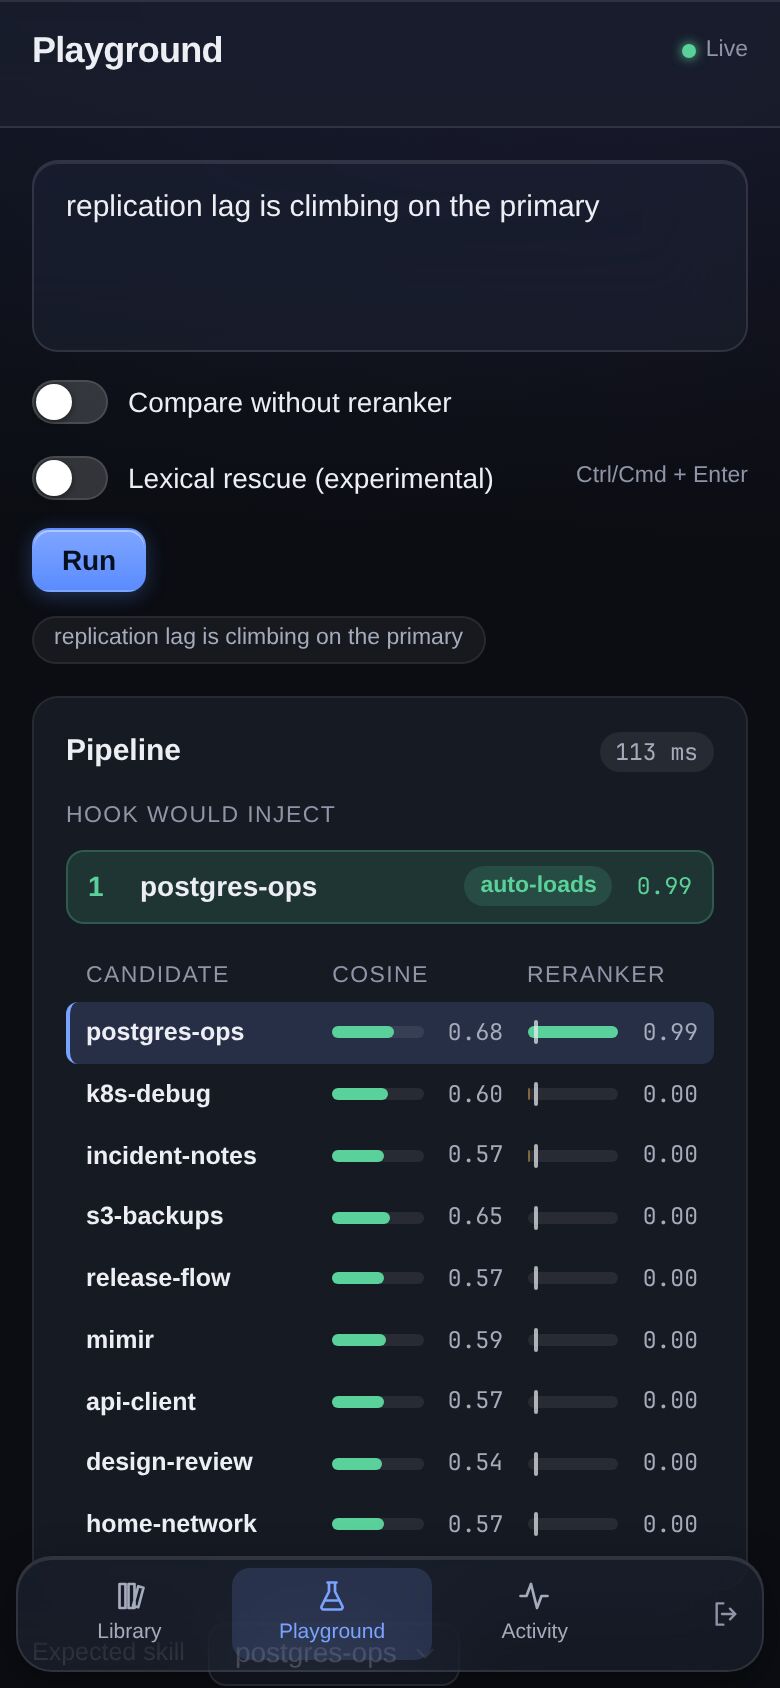 Playground
Live
replication lag is climbing on the primary
Compare without reranker
Lexical rescue (experimental)
Ctrl/Cmd + Enter
Run
replication lag is climbing on the primary
Pipeline
113 ms
HOOK WOULD INJECT
1 postgres-ops auto-loads 0.99
CANDIDATE COSINE RERANKER
postgres-ops 0.68 0.99
k8s-debug 0.60 0.00
incident-notes 0.57 0.00
s3-backups 0.65 0.00
release-flow 0.57 0.00
mimir 0.59 0.00
api-client 0.57 0.00
design-review 0.54 0.00
home-network 0.57 0.00
Library Playground Activity
Expected skill postgres-ops